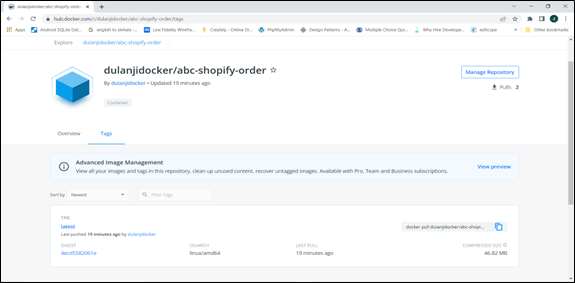 dulanjidocker/abc-shopify-order
hub.docker.com/r/dulanjidocker/abc-shopify-order/tags
Apps
Android SQLite Dat...
english to sinhala -...
Low Fidelity Wirefram...
Creately - Online Di...
PhpMyAdmin
Design Patterns - A...
Multiple Choice Qu...
Why Hire Develope...
Other bookmarks
Explore
dulanjidocker/abc-shopify-order
dulanjidocker/abc-shopify-order
By dulanjidocker • Updated 19 minutes ago
Container
Manage Repository
Pulls 2
Overview
Tags
Advanced Image Management
View all your images and tags in this repository, clean up unused content, recover untagged images. Available with Pro, Team and Business subscriptions.
View preview
Sort by
Newest
Filter Tags
TAG
latest
docker pull dulanjidocker/abc-shopi...
Last pushed 19 minutes ago by dulanjidocker
DIGEST
OS/ARCH
LAST PULL
COMPRESSED SIZE
decd5582061e
linux/amd64
19 minutes ago
46.82 MB